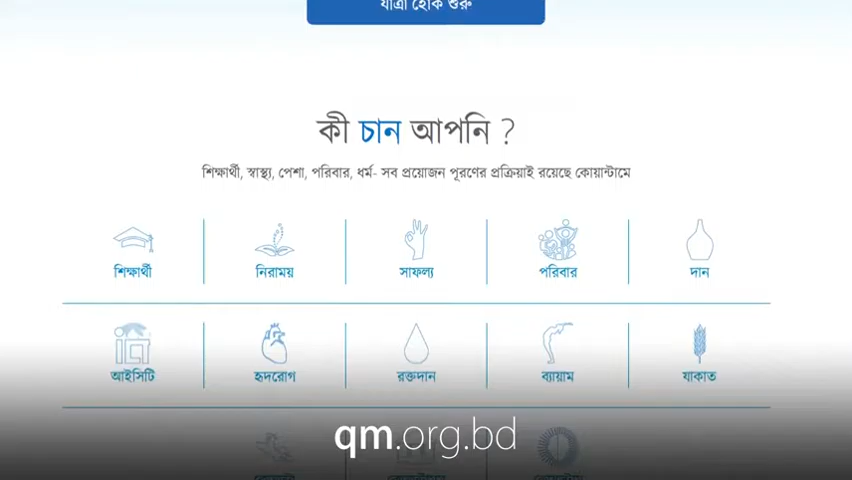 যাত্রা হোক শুরু
কী চান আপনি ?
শিক্ষার্থী, স্বাস্থ্য, পেশা, পরিবার, ধর্ম- সব প্রয়োজন পূরণের প্রক্রিয়াই রয়েছে কোয়ান্টামে
শিক্ষার্থী নিরাময় সাফল্য পরিবার দান
আইসিটি হৃদরোগ রক্তদান ব্যায়াম যাকাত
qm.org.bd